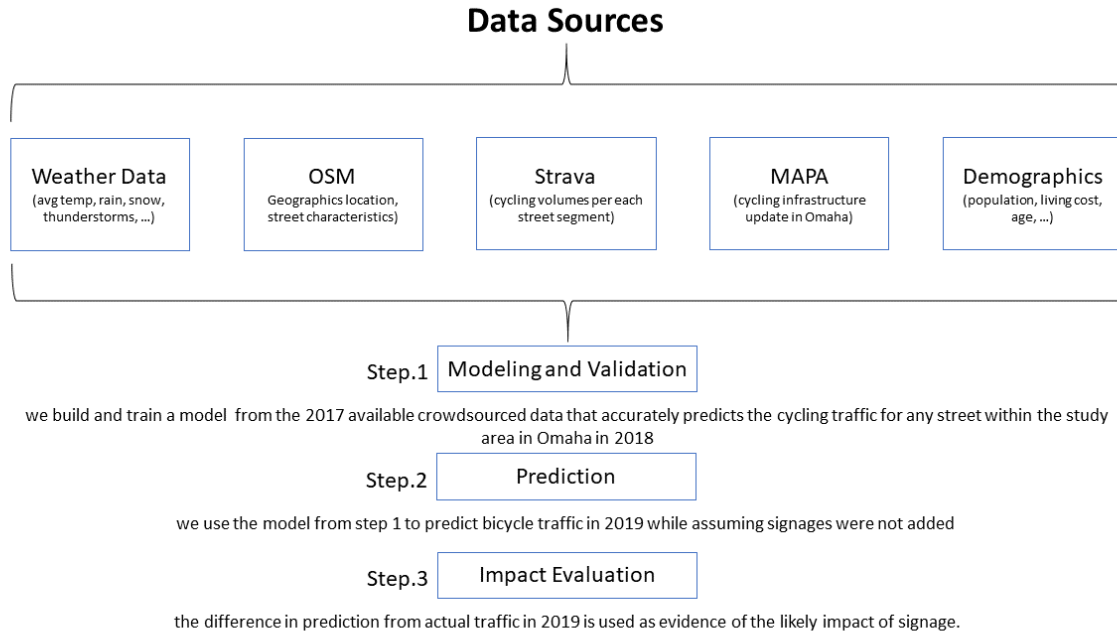 Data Sources
Weather Data
(avg temp, rain, snow,
thunderstorms, ...)
OSM
Geographics location,
street characteristics)
Strava
(cycling volumes per each
street segment)
MAPA
(cycling infrastructure
update in Omaha)
Demographics
(population, living cost,
age, ...)
Step.1
Modeling and Validation
we build and train a model from the 2017 available crowdsourced data that accurately predicts the cycling traffic for any street within the study
area in Omaha in 2018
Step.2
Prediction
we use the model from step 1 to predict bicycle traffic in 2019 while assuming signages were not added
Step.3
Impact Evaluation
the difference in prediction from actual traffic in 2019 is used as evidence of the likely impact of signage.